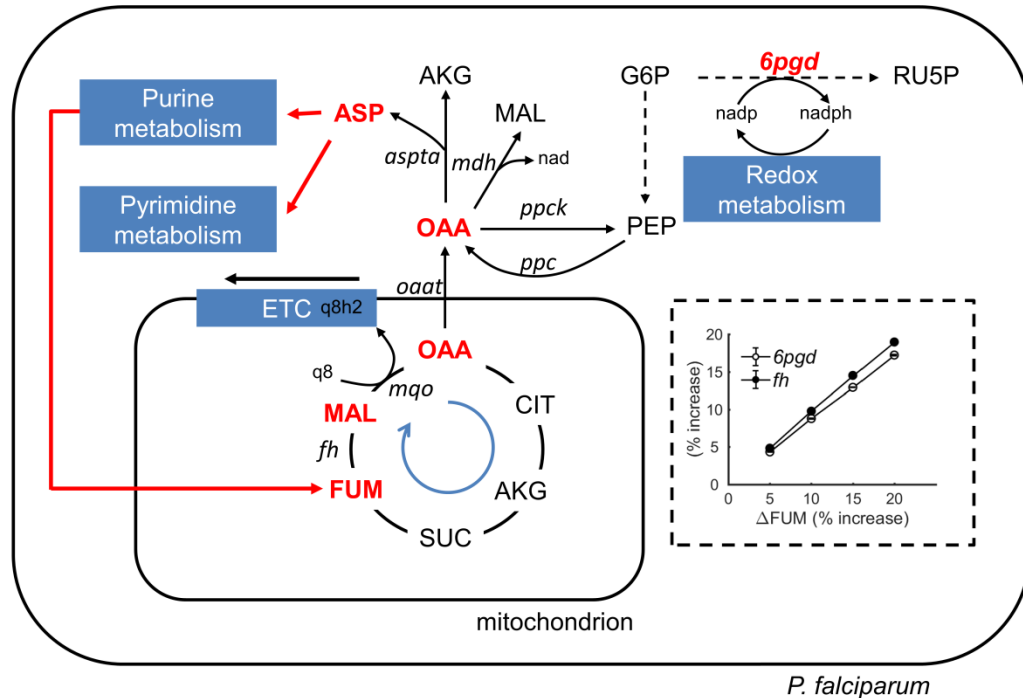 AKG
G6P
6pgd
RU5P
Purine
metabolism
ASP
MAL
nadp
nadph
aspta
mdh
nad
Redox
metabolism
Pyrimidine
metabolism
OAA
ppck
PEP
ppc
oaat
ETC q8h2
OAA
q8
mqo
CIT
MAL
fh
FUM
AKG
SUC
mitochondrion
20
15
10
5
0
(% increase)
6pgd
fh
0 5 10 15 20
ΔFUM (% increase)
P. falciparum